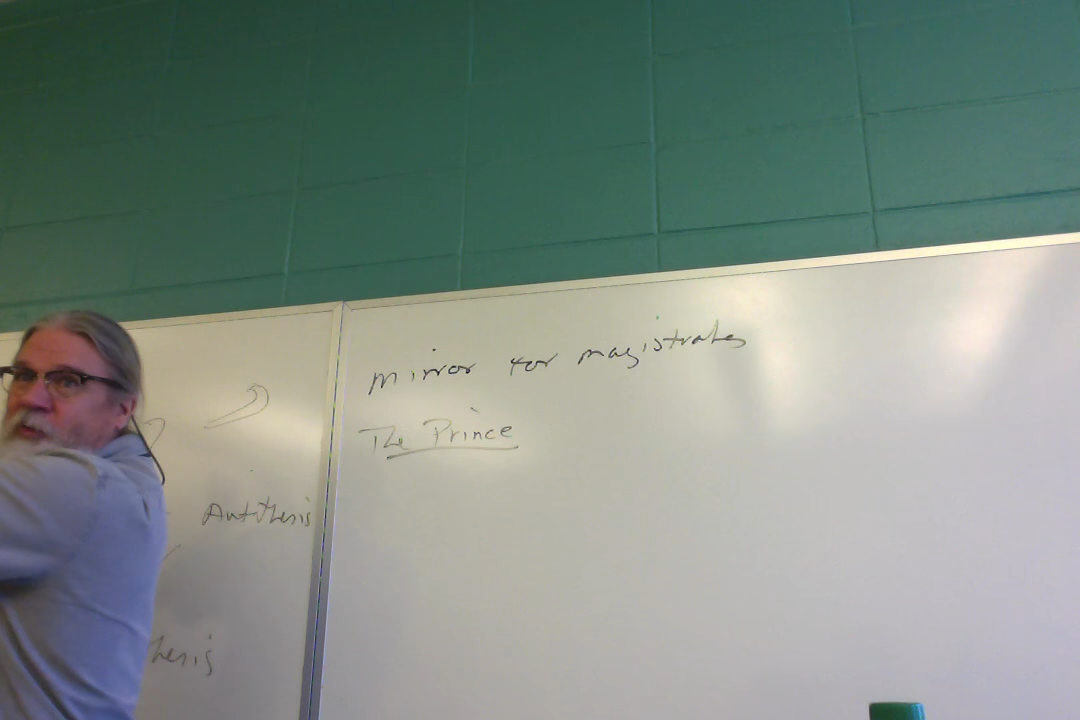 mirror for magistrates
The Prince
Antithesis
thesis